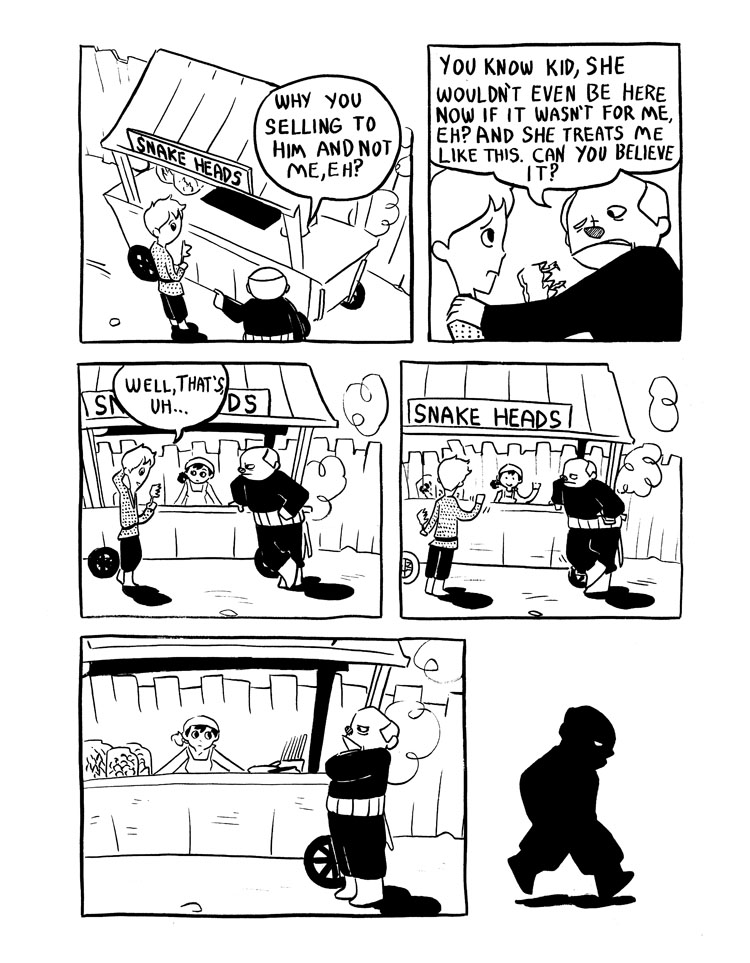 WHY YOU
SELLING TO
HIM AND NOT
ME, EH?
SNAKE HEADS
YOU KNOW KID, SHE
WOULDN'T EVEN BE HERE
NOW IF IT WASN'T FOR ME,
EH? AND SHE TREATS ME
LIKE THIS. CAN YOU BELIEVE
IT?
WELL, THAT'S,
UH...
SN DS
SNAKE HEADS